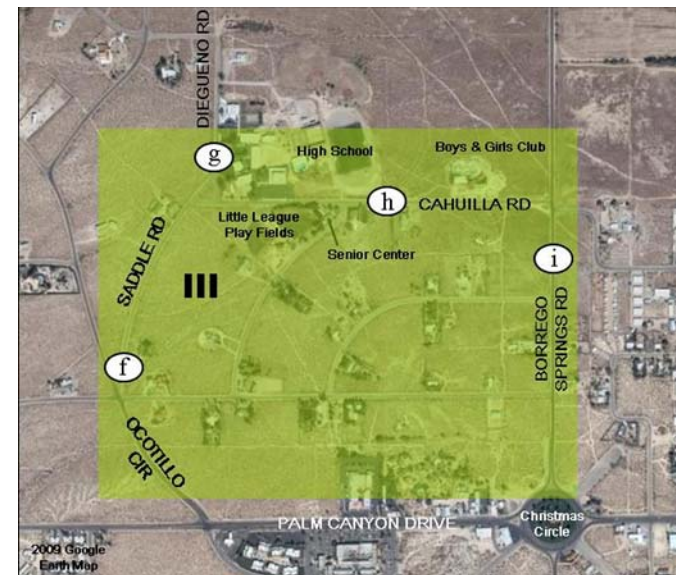 DIEGUENO RD
g
High School
Boys & Girls Club
h
CAHUILLA RD
Little League
Play Fields
Senior Center
SADDLE RD
III
i
BORREGO
SPRINGS RD
f
OCOTILLO
CIR
PALM CANYON DRIVE
Christmas
Circle
2009 Google
Earth Map